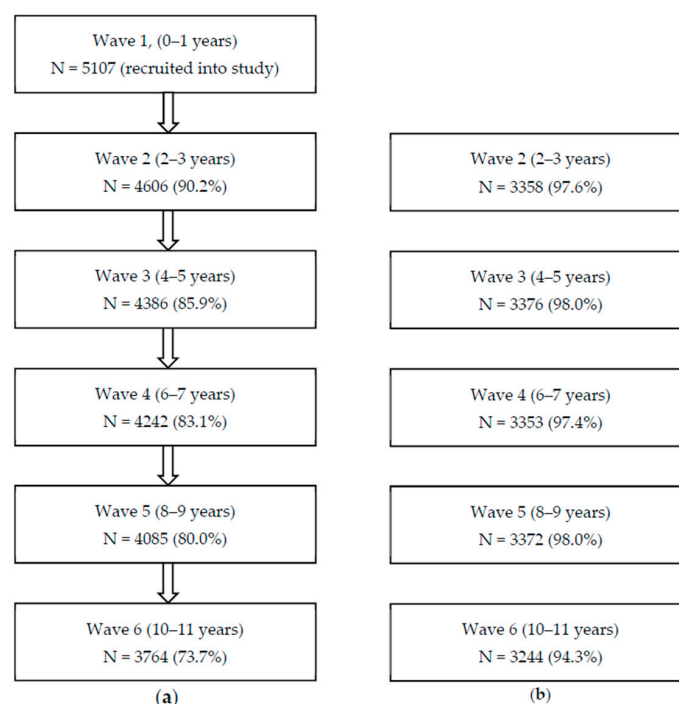 Wave 1, (0–1 years)
N = 5107 (recruited into study)
Wave 2 (2–3 years)
N = 4606 (90.2%)
Wave 3 (4–5 years)
N = 4386 (85.9%)
Wave 4 (6–7 years)
N = 4242 (83.1%)
Wave 5 (8–9 years)
N = 4085 (80.0%)
Wave 6 (10–11 years)
N = 3764 (73.7%)
(a)
Wave 2 (2–3 years)
N = 3358 (97.6%)
Wave 3 (4–5 years)
N = 3376 (98.0%)
Wave 4 (6–7 years)
N = 3353 (97.4%)
Wave 5 (8–9 years)
N = 3372 (98.0%)
Wave 6 (10–11 years)
N = 3244 (94.3%)
(b)